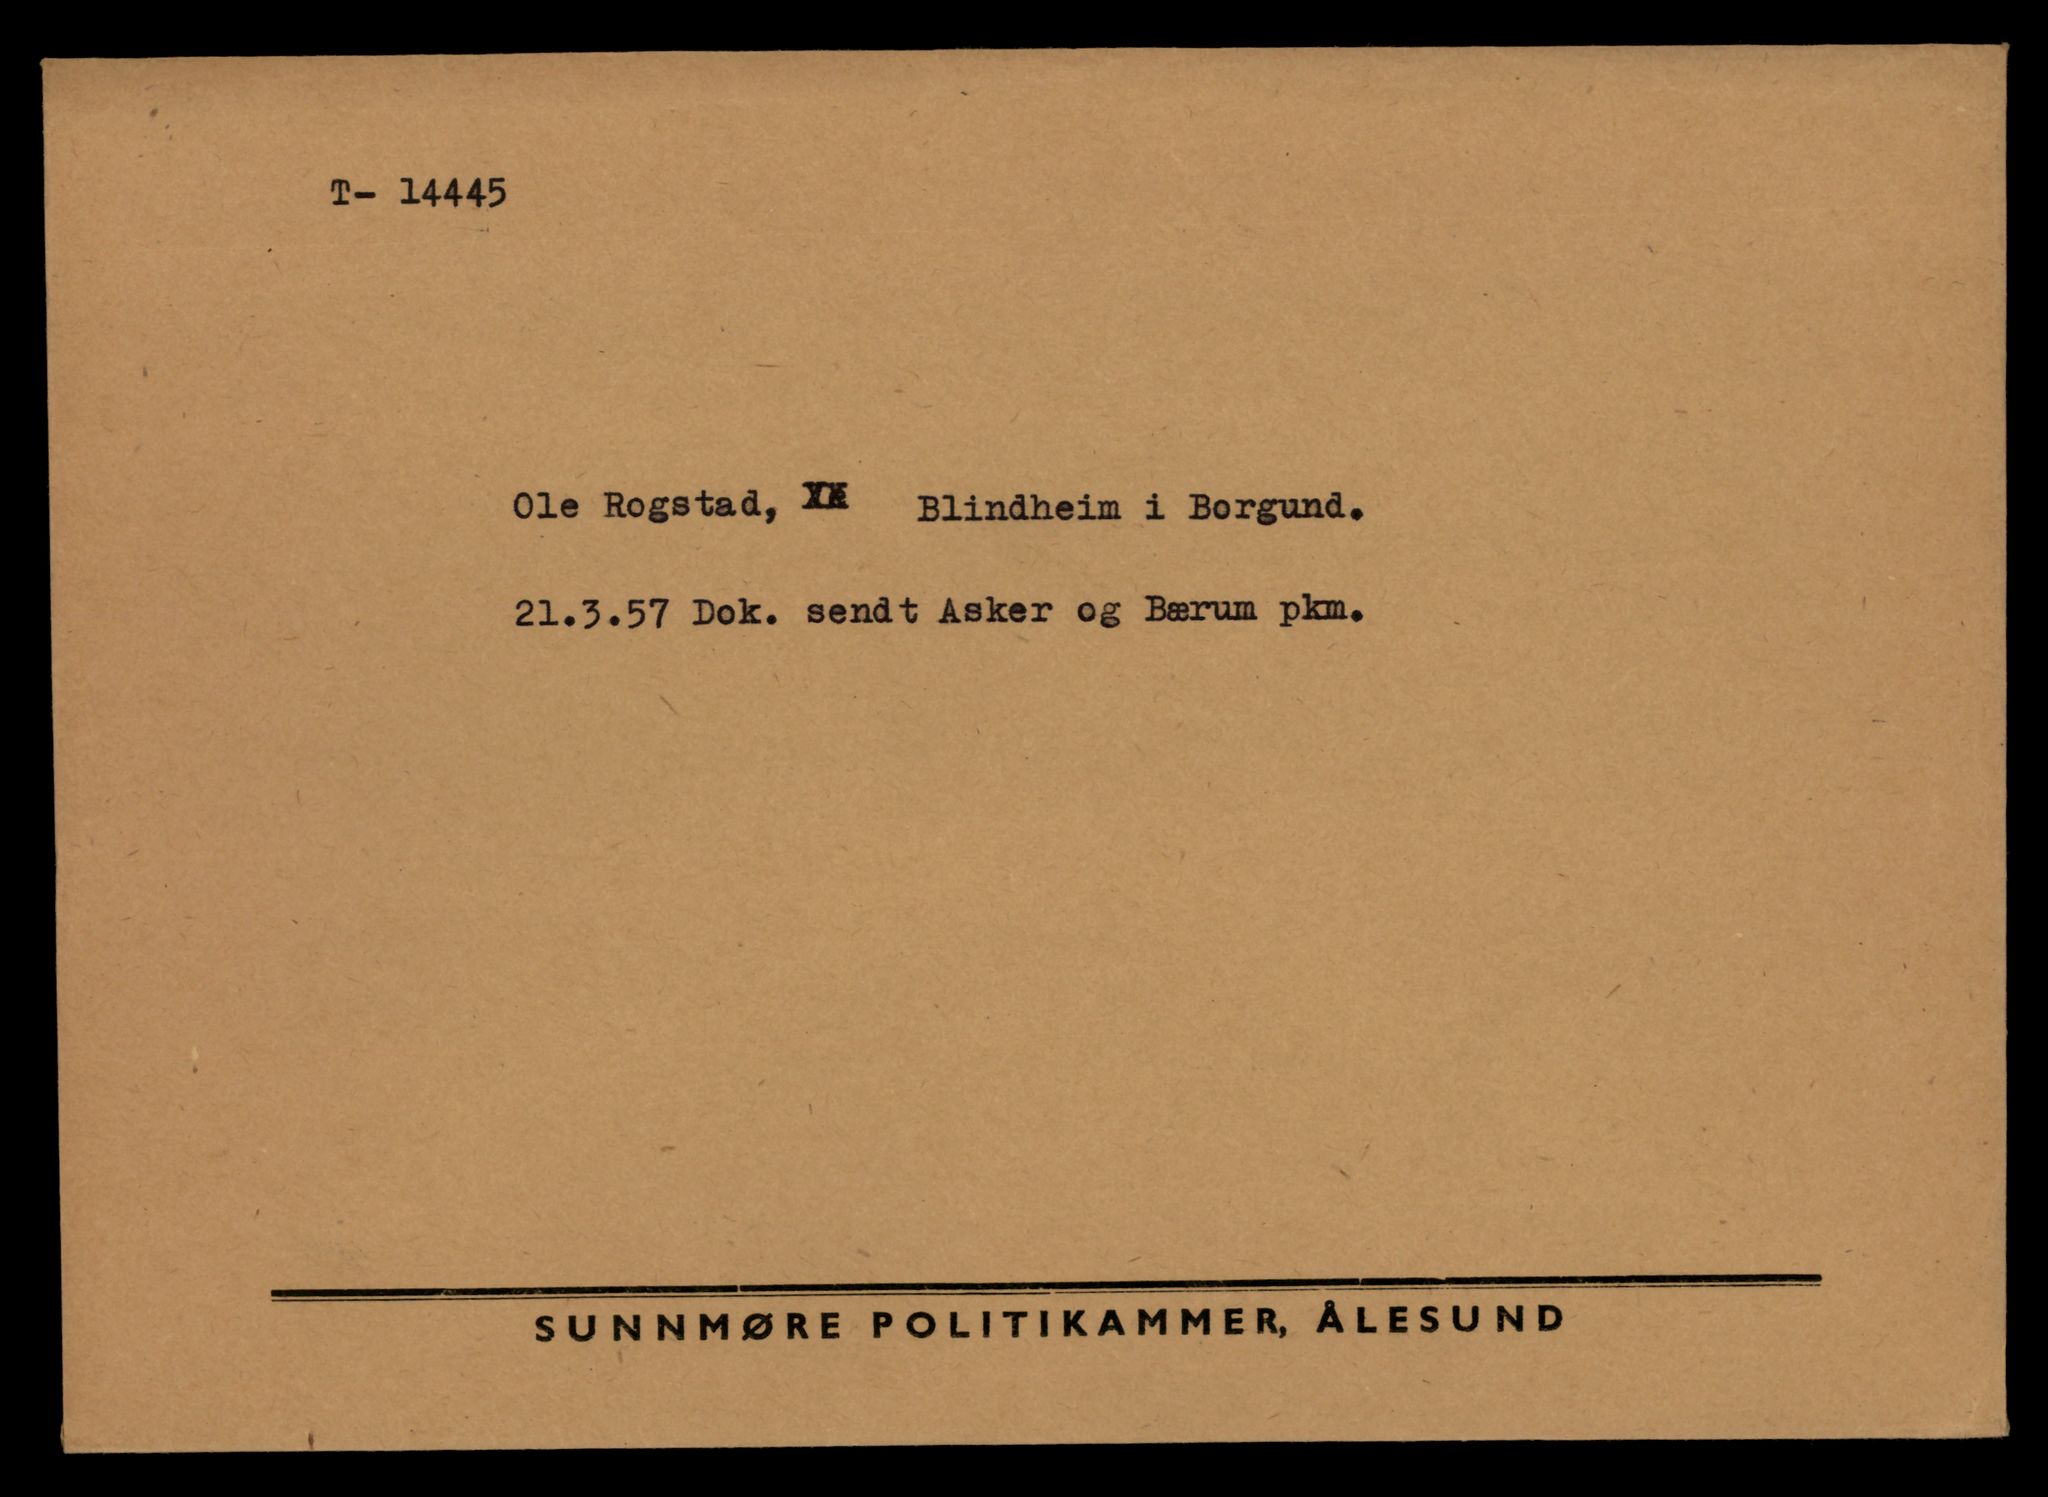 T- 14445
Ole Rogstad, Blindheim i Borgund.
21.3.57 Dok. sendt Asker og Bærum pkm.
SUNNMØRE POLITIKAMMER, ÅLESUND